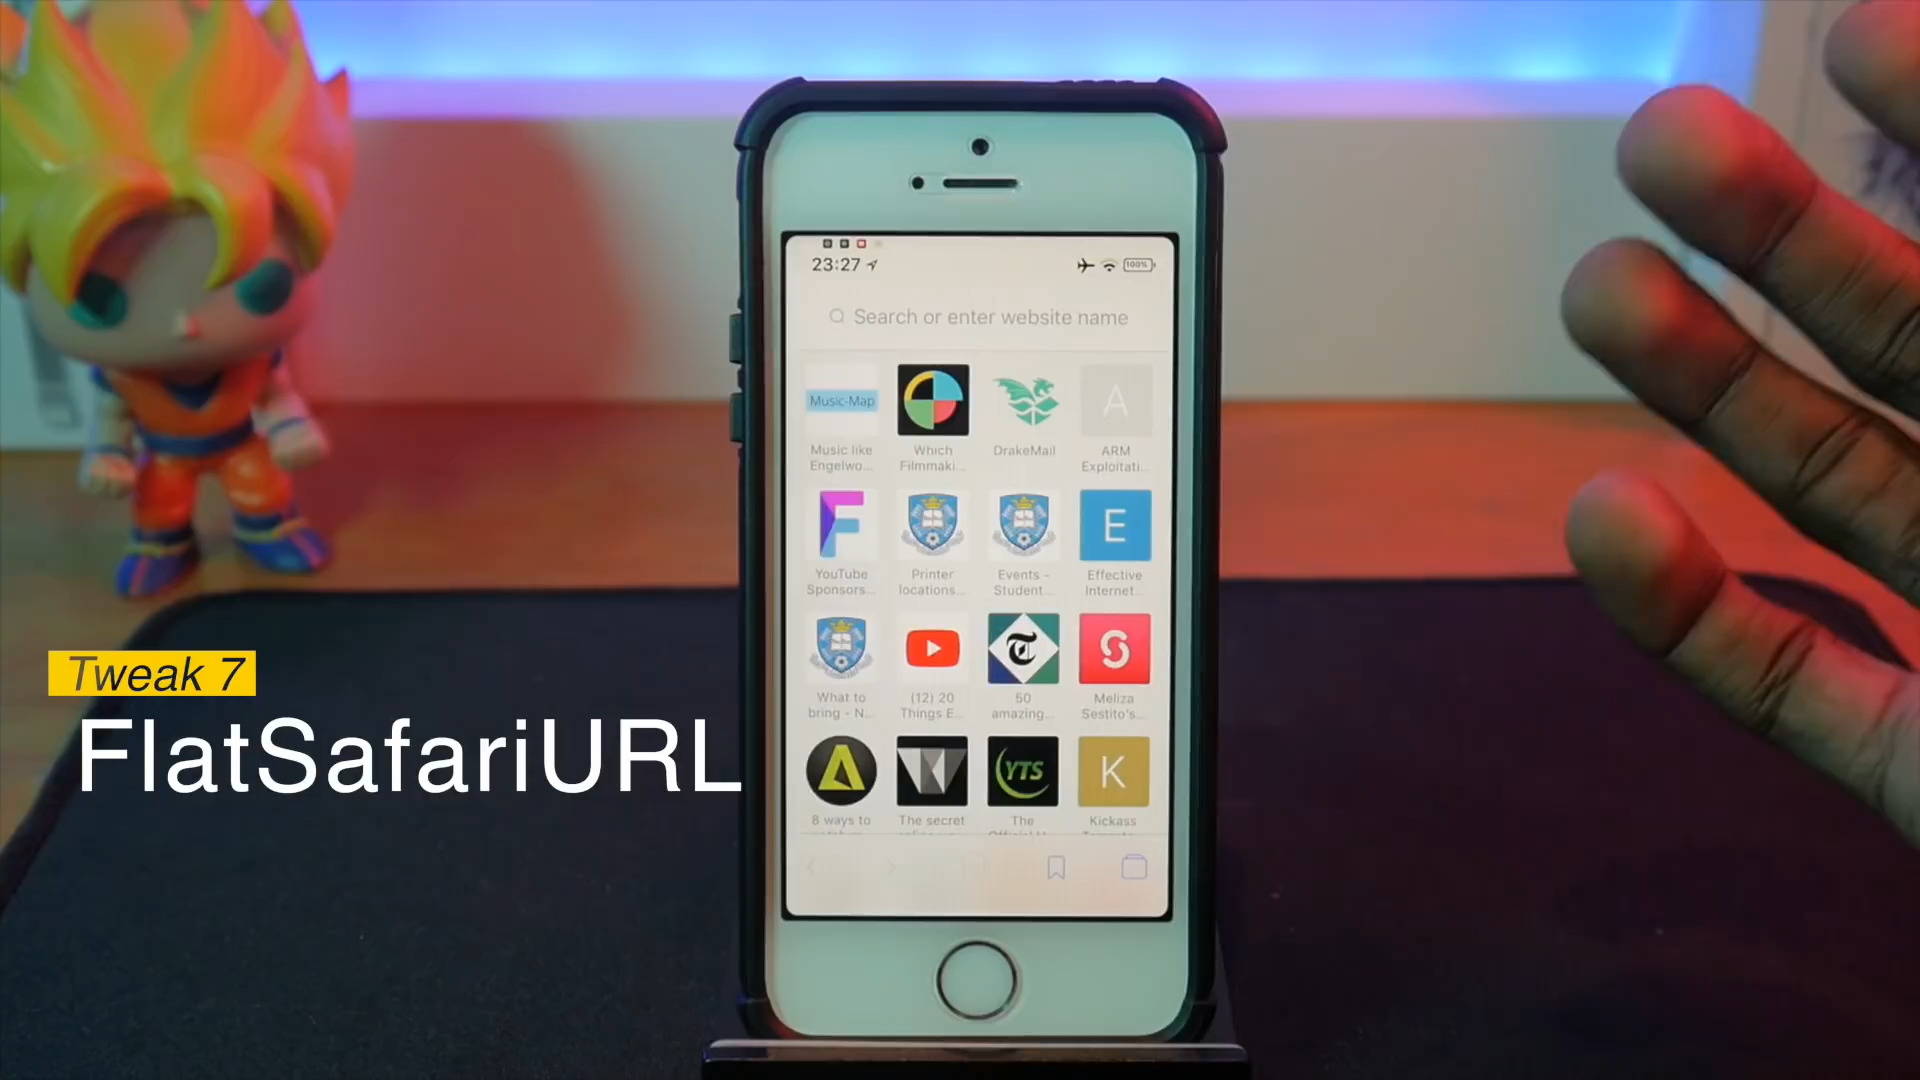 23:27
100%
Search or enter website name
Music-Map
A
Music like
Engelwo...
Which
Filmmaki...
DrakeMail
ARM
Exploitati...
F
E
YouTube
Sponsors...
Printer
locations...
Events -
Student...
Effective
Internet...
T
S
What to
bring - N...
(12) 20
Things E...
50
amazing...
Meliza
Sestito's...
YTS
K
8 ways to
The secret
The
Kickass
Tweak 7
FlatSafariURL